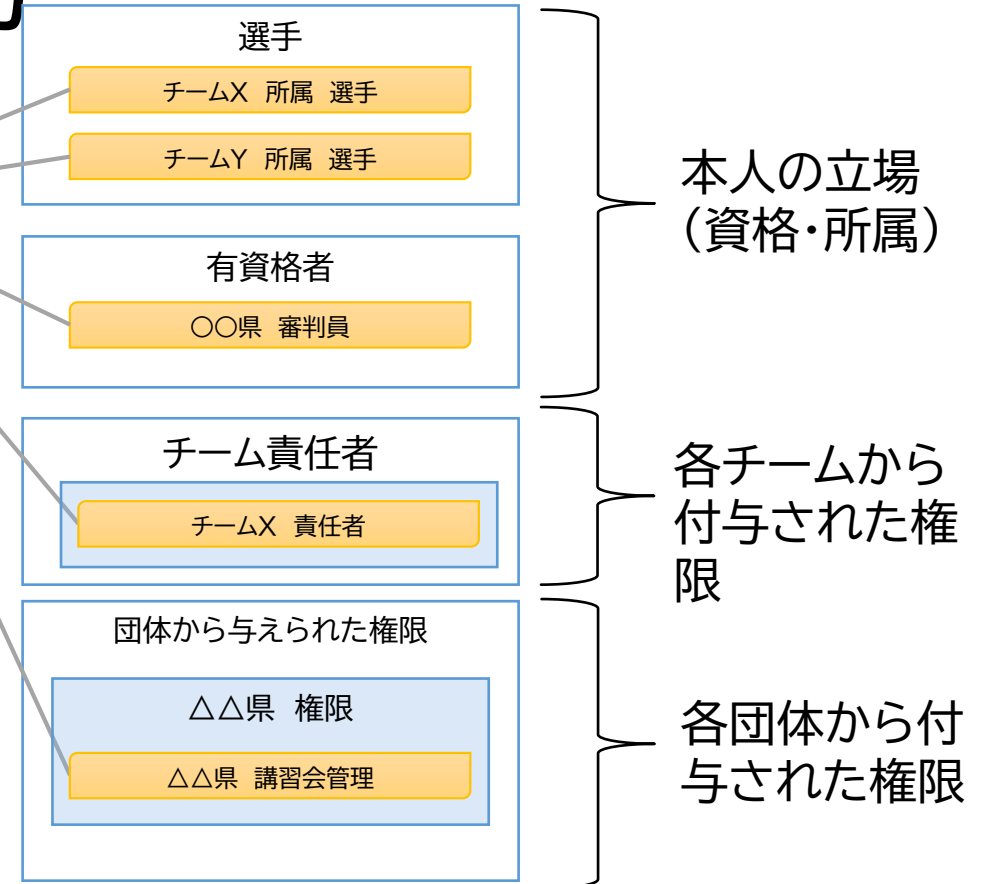 選手
チームX 所属 選手
チームY 所属 選手
本人の立場
（資格・所属）
有資格者
〇〇県 審判員
チーム責任者
チームX 責任者
各チームから
付与された権
限
団体から与えられた権限
△△県 権限
△△県 講習会管理
各団体から付
与された権限